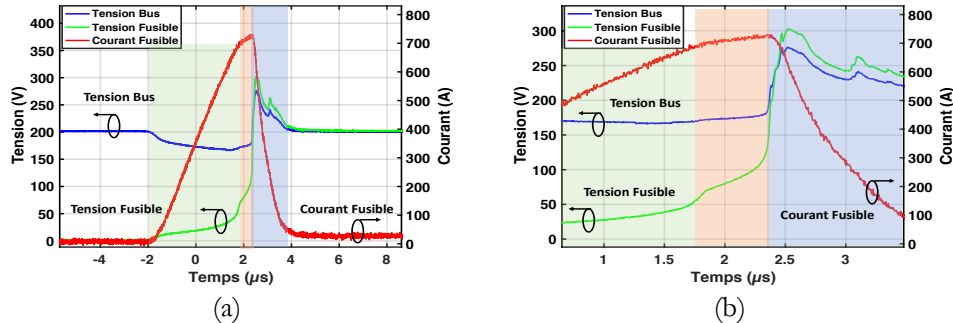 Tension Bus
Tension Fusible
Courant Fusible
400
350
300
250
200
150
100
50
0
Tension (V)
800
700
600
500
400
300
200
100
0
Courant (A)
Tension Bus
Tension Fusible
Courant Fusible
-4
-2
0
2
4
6
8
Temps (µs)
(a)
Tension Bus
Tension Fusible
Courant Fusible
300
250
200
150
100
50
0
Tension (V)
800
700
600
500
400
300
200
100
0
Courant (A)
Tension Bus
Tension Fusible
Courant Fusible
1
1.5
2
2.5
3
Temps (µs)
(b)